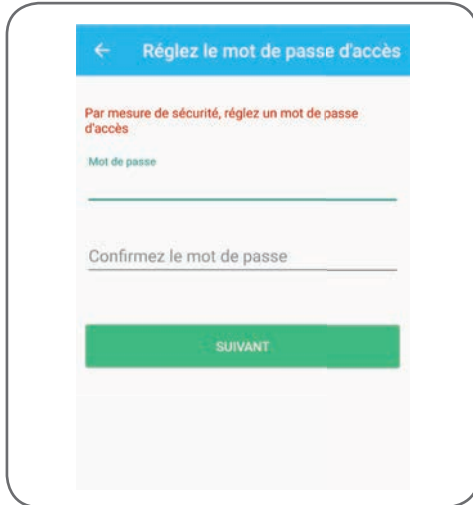 Réglez le mot de passe d'accès
Par mesure de sécurité, réglez un mot de passe
d'accès
Mot de passe
Confirmez le mot de passe
SUIVANT